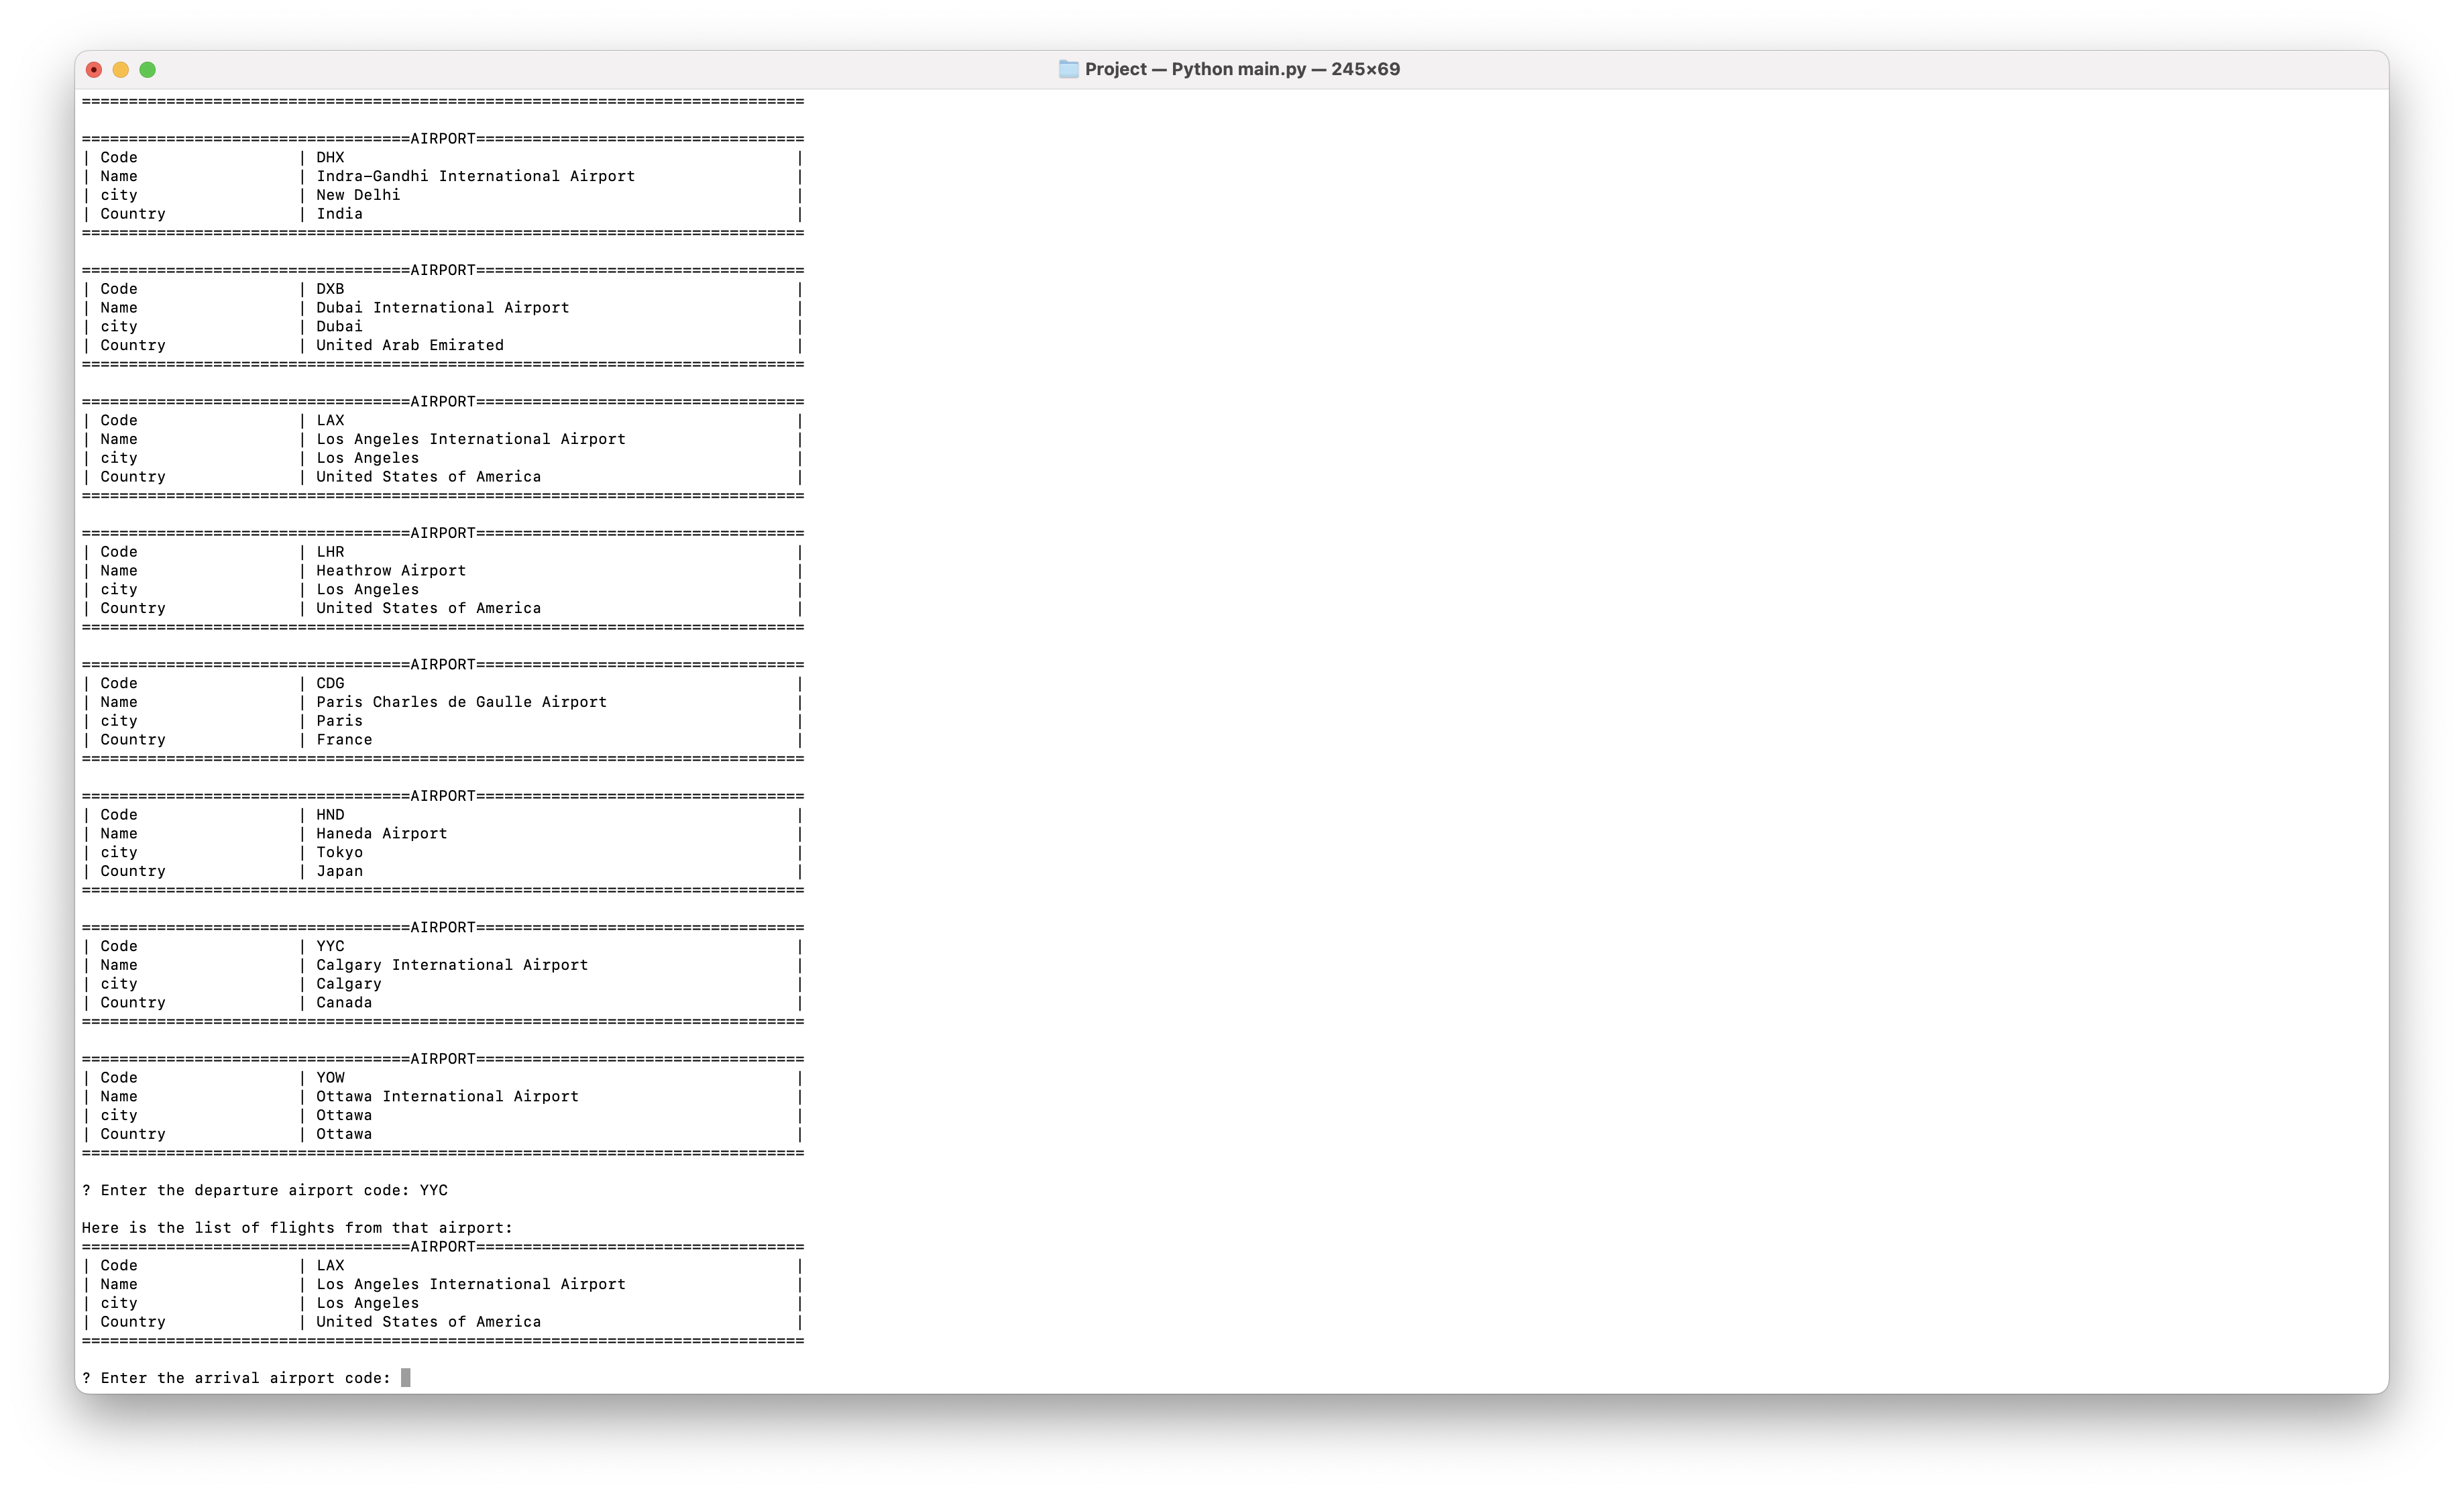 Project — Python main.py — 245×69
=============================================================================
===================================AIRPORT===================================
| Code                 | DHX                                                |
| Name                 | Indra-Gandhi International Airport                 |
| city                 | New Delhi                                          |
| Country              | India                                              |
=============================================================================
===================================AIRPORT===================================
| Code                 | DXB                                                |
| Name                 | Dubai International Airport                        |
| city                 | Dubai                                              |
| Country              | United Arab Emirated                               |
=============================================================================
===================================AIRPORT===================================
| Code                 | LAX                                                |
| Name                 | Los Angeles International Airport                  |
| city                 | Los Angeles                                        |
| Country              | United States of America                           |
=============================================================================
===================================AIRPORT===================================
| Code                 | LHR                                                |
| Name                 | Heathrow Airport                                   |
| city                 | Los Angeles                                        |
| Country              | United States of America                           |
=============================================================================
===================================AIRPORT===================================
| Code                 | CDG                                                |
| Name                 | Paris Charles de Gaulle Airport                    |
| city                 | Paris                                              |
| Country              | France                                             |
=============================================================================
===================================AIRPORT===================================
| Code                 | HND                                                |
| Name                 | Haneda Airport                                     |
| city                 | Tokyo                                              |
| Country              | Japan                                              |
=============================================================================
===================================AIRPORT===================================
| Code                 | YYC                                                |
| Name                 | Calgary International Airport                      |
| city                 | Calgary                                            |
| Country              | Canada                                             |
=============================================================================
===================================AIRPORT===================================
| Code                 | YOW                                                |
| Name                 | Ottawa International Airport                       |
| city                 | Ottawa                                             |
| Country              | Ottawa                                             |
=============================================================================
? Enter the departure airport code: YYC
Here is the list of flights from that airport:
===================================AIRPORT===================================
| Code                 | LAX                                                |
| Name                 | Los Angeles International Airport                  |
| city                 | Los Angeles                                        |
| Country              | United States of America                           |
=============================================================================
? Enter the arrival airport code: